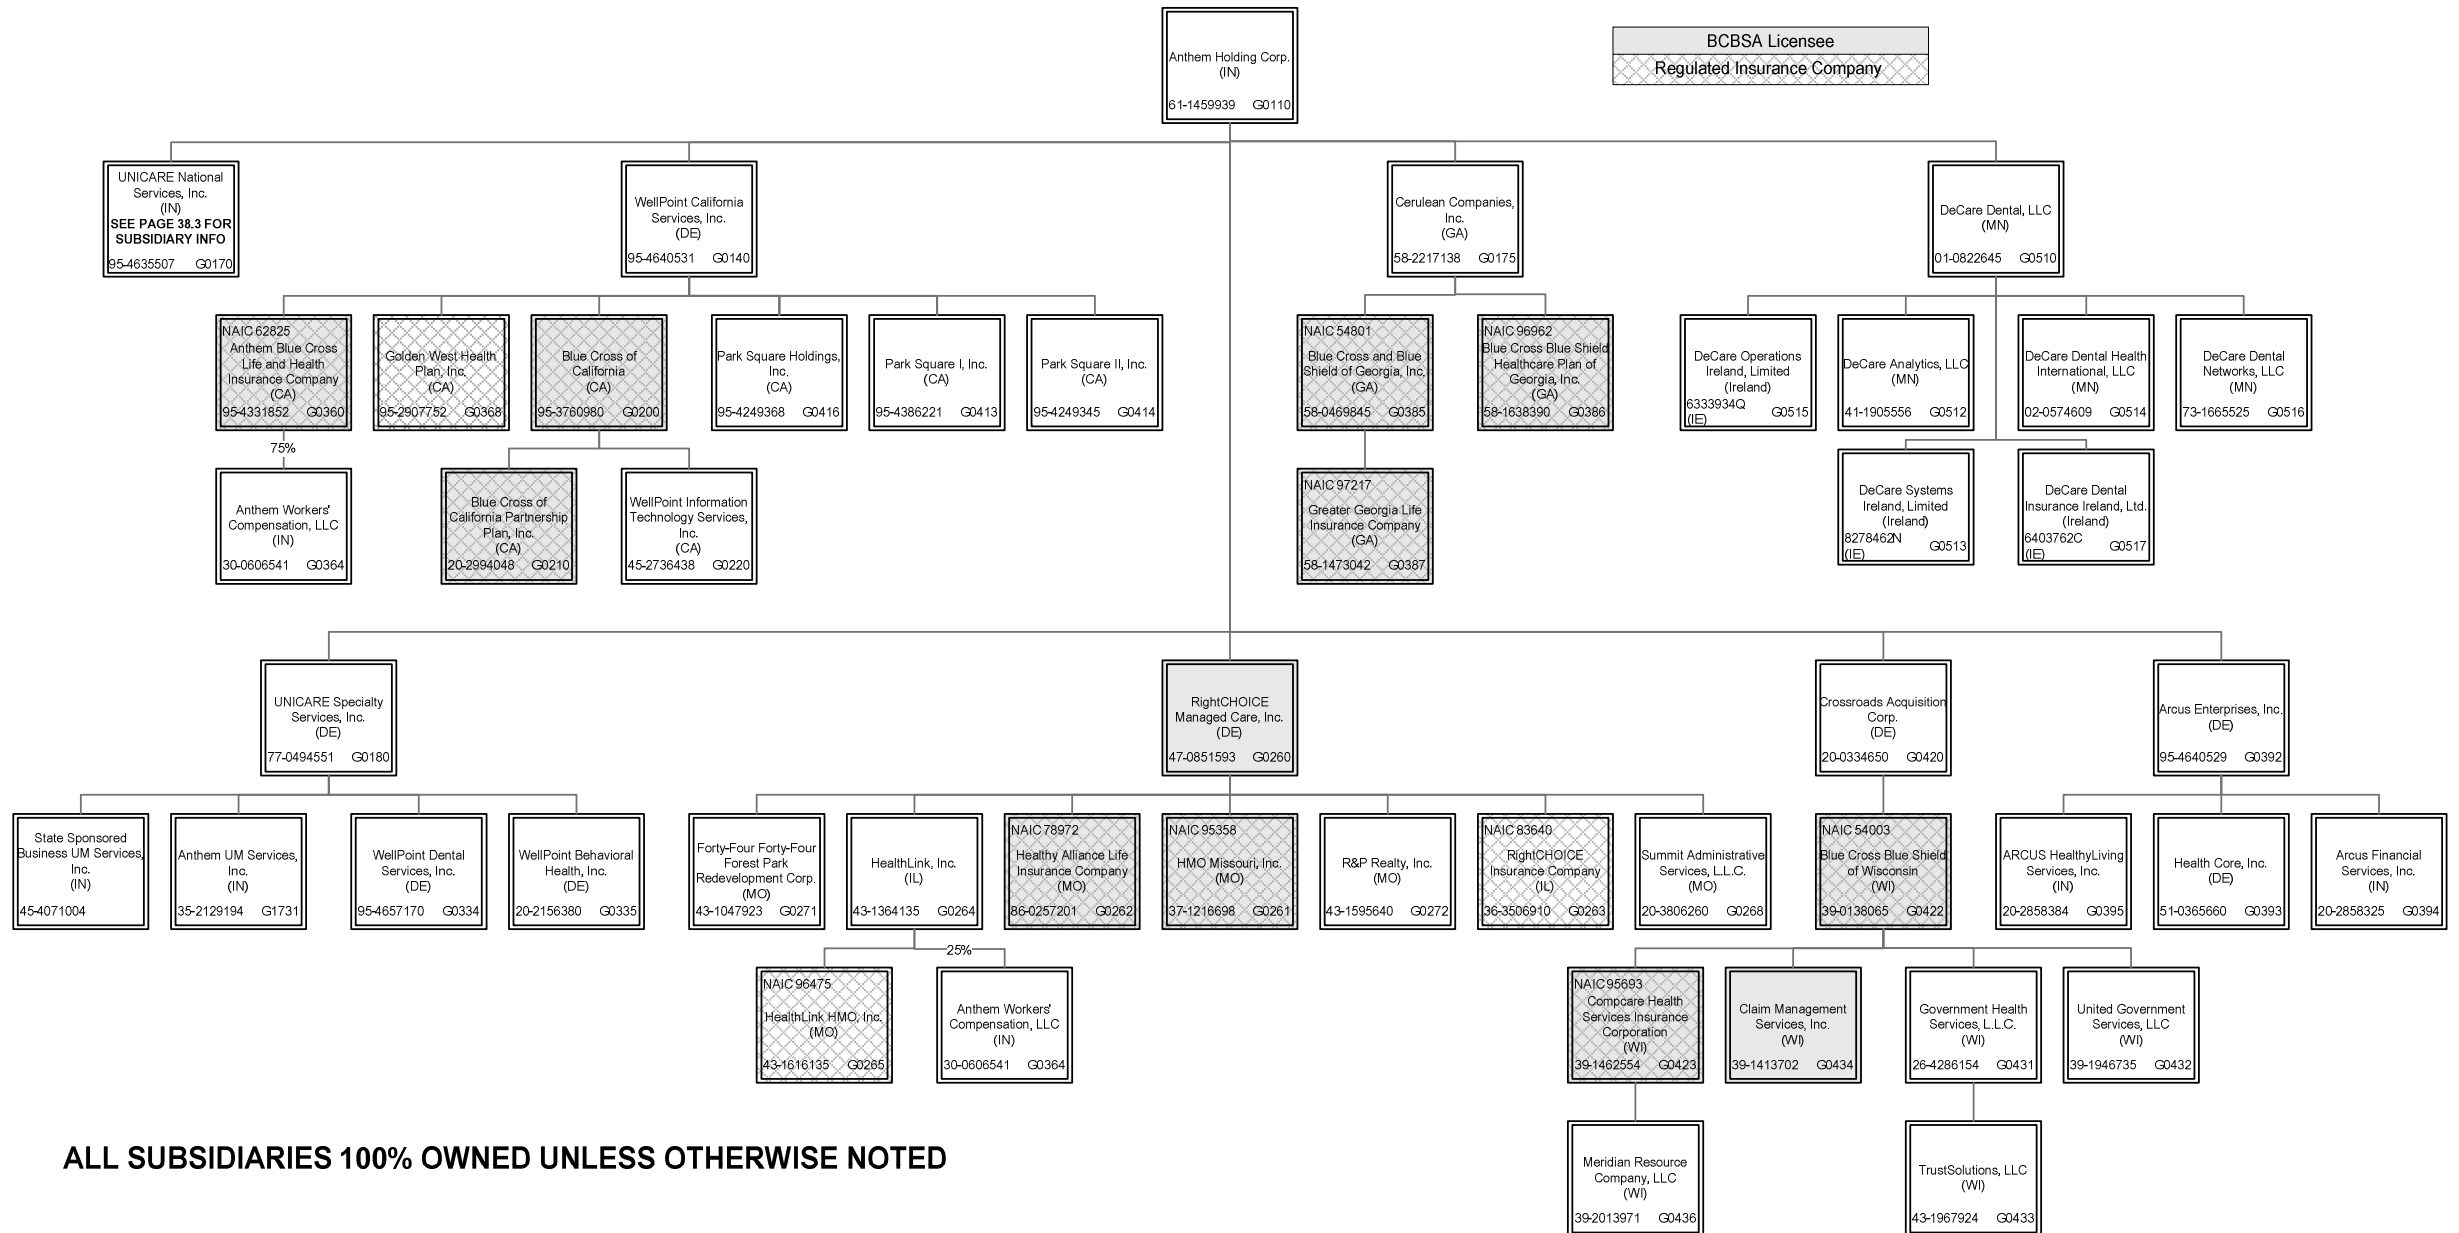 Anthem Holding Corp.
(IN)
61-1459939 G0110
BCBSA Licensee
Regulated Insurance Company
UNICARE National
Services, Inc.
(IN)
SEE PAGE 38.3 FOR
SUBSIDIARY INFO
95-4635507 G0170
WellPoint California
Services, Inc.
(DE)
95-4640531 G0140
Cerulean Companies,
Inc.
(GA)
58-2217138 G0175
DeCare Dental, LLC
(MN)
01-0822645 G0510
NAIC 62825
Anthem Blue Cross
Life and Health
Insurance Company
(CA)
95-4331852 G0360
Golden West Health
Plan, Inc.
(CA)
95-2907752 G0368
Blue Cross of
California
(CA)
95-3760980 G0200
Park Square Holdings,
Inc.
(CA)
95-4249368 G0416
Park Square I, Inc.
(CA)
95-4386221 G0413
Park Square II, Inc.
(CA)
95-4249345 G0414
NAIC 54801
Blue Cross and Blue
Shield of Georgia, Inc.
(GA)
58-0469845 G0385
NAIC 96962
Blue Cross Blue Shield
Healthcare Plan of
Georgia, Inc.
(GA)
58-1638390 G0386
DeCare Operations
Ireland, Limited
(Ireland)
6333934Q
(IE) G0515
DeCare Analytics, LLC
(MN)
41-1905556 G0512
DeCare Dental Health
International, LLC
(MN)
02-0574609 G0514
DeCare Dental
Networks, LLC
(MN)
73-1665525 G0516
75%
Anthem Workers'
Compensation, LLC
(IN)
30-0606541 G0364
Blue Cross of
California Partnership
Plan, Inc.
(CA)
20-2994048 G0210
WellPoint Information
Technology Services,
Inc.
(CA)
45-2736438 G0220
NAIC 97217
Greater Georgia Life
Insurance Company
(GA)
58-1473042 G0387
DeCare Systems
Ireland, Limited
(Ireland)
8278462N
(IE) G0513
DeCare Dental
Insurance Ireland, Ltd.
(Ireland)
6403762C
(IE) G0517
UNICARE Specialty
Services, Inc.
(DE)
77-0494551 G0180
RightCHOICE
Managed Care, Inc.
(DE)
47-0851593 G0260
Crossroads Acquisition
Corp.
(DE)
20-0334650 G0420
Arcus Enterprises, Inc.
(DE)
95-4640529 G0392
State Sponsored
Business UM Services,
Inc.
(IN)
45-4071004
Anthem UM Services,
Inc.
(IN)
35-2129194 G1731
WellPoint Dental
Services, Inc.
(DE)
95-4657170 G0334
WellPoint Behavioral
Health, Inc.
(DE)
20-2156380 G0335
Forty-Four Forty-Four
Forest Park
Redevelopment Corp.
(MO)
43-1047923 G0271
HealthLink, Inc.
(IL)
43-1364135 G0264
NAIC 78972
Healthy Alliance Life
Insurance Company
(MO)
86-0257201 G0262
NAIC 95358
HMO Missouri, Inc.
(MO)
37-1216698 G0261
R&P Realty, Inc.
(MO)
43-1595640 G0272
NAIC 83640
RightCHOICE
Insurance Company
(IL)
36-3506910 G0263
Summit Administrative
Services, L.L.C.
(MO)
20-3806260 G0268
NAIC 54003
Blue Cross Blue Shield
of Wisconsin
(WI)
39-0138065 G0422
ARCUS HealthyLiving
Services, Inc.
(IN)
20-2858384 G0395
Health Core, Inc.
(DE)
51-0365660 G0393
Arcus Financial
Services, Inc.
(IN)
20-2858325 G0394
25%
NAIC 96475
HealthLink HMO, Inc.
(MO)
43-1616135 G0265
Anthem Workers'
Compensation, LLC
(IN)
30-0606541 G0364
NAIC 95693
Compcare Health
Services Insurance
Corporation
(WI)
39-1462554 G0423
Claim Management
Services, Inc.
(WI)
39-1413702 G0434
Government Health
Services, L.L.C.
(WI)
26-4286154 G0431
United Government
Services, LLC
(WI)
39-1946735 G0432
Meridian Resource
Company, LLC
(WI)
39-2013971 G0436
TrustSolutions, LLC
(WI)
43-1967924 G0433
ALL SUBSIDIARIES 100% OWNED UNLESS OTHERWISE NOTED